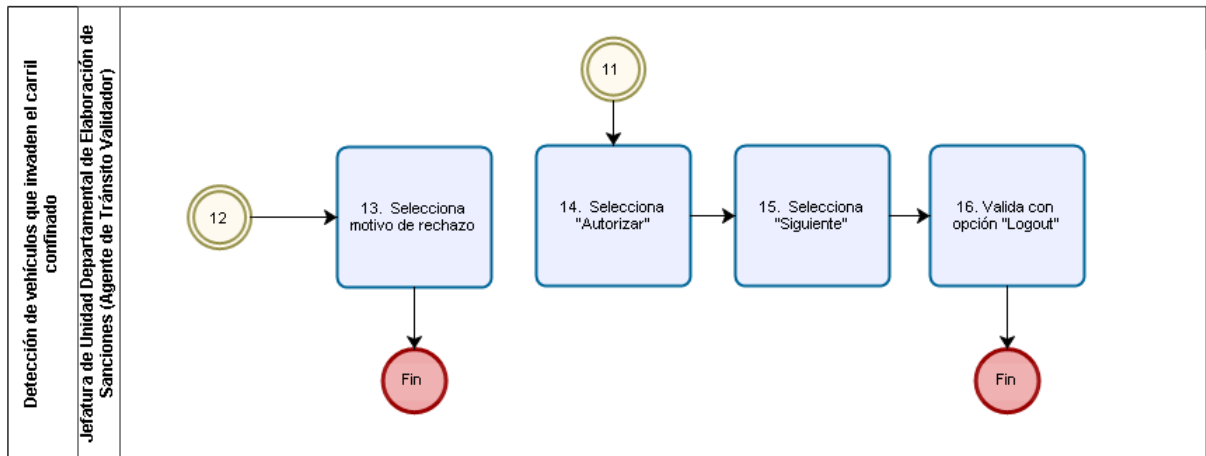 Detección de vehículos que invaden el carril
confinado
Jefatura de Unidad Departamental de Elaboración de
Sanciones (Agente de Tránsito Validador)
11
12
13. Selecciona
motivo de rechazo
14. Selecciona
"Autorizar"
15. Selecciona
"Siguiente"
16. Valida con
opción "Logout"
Fin
Fin